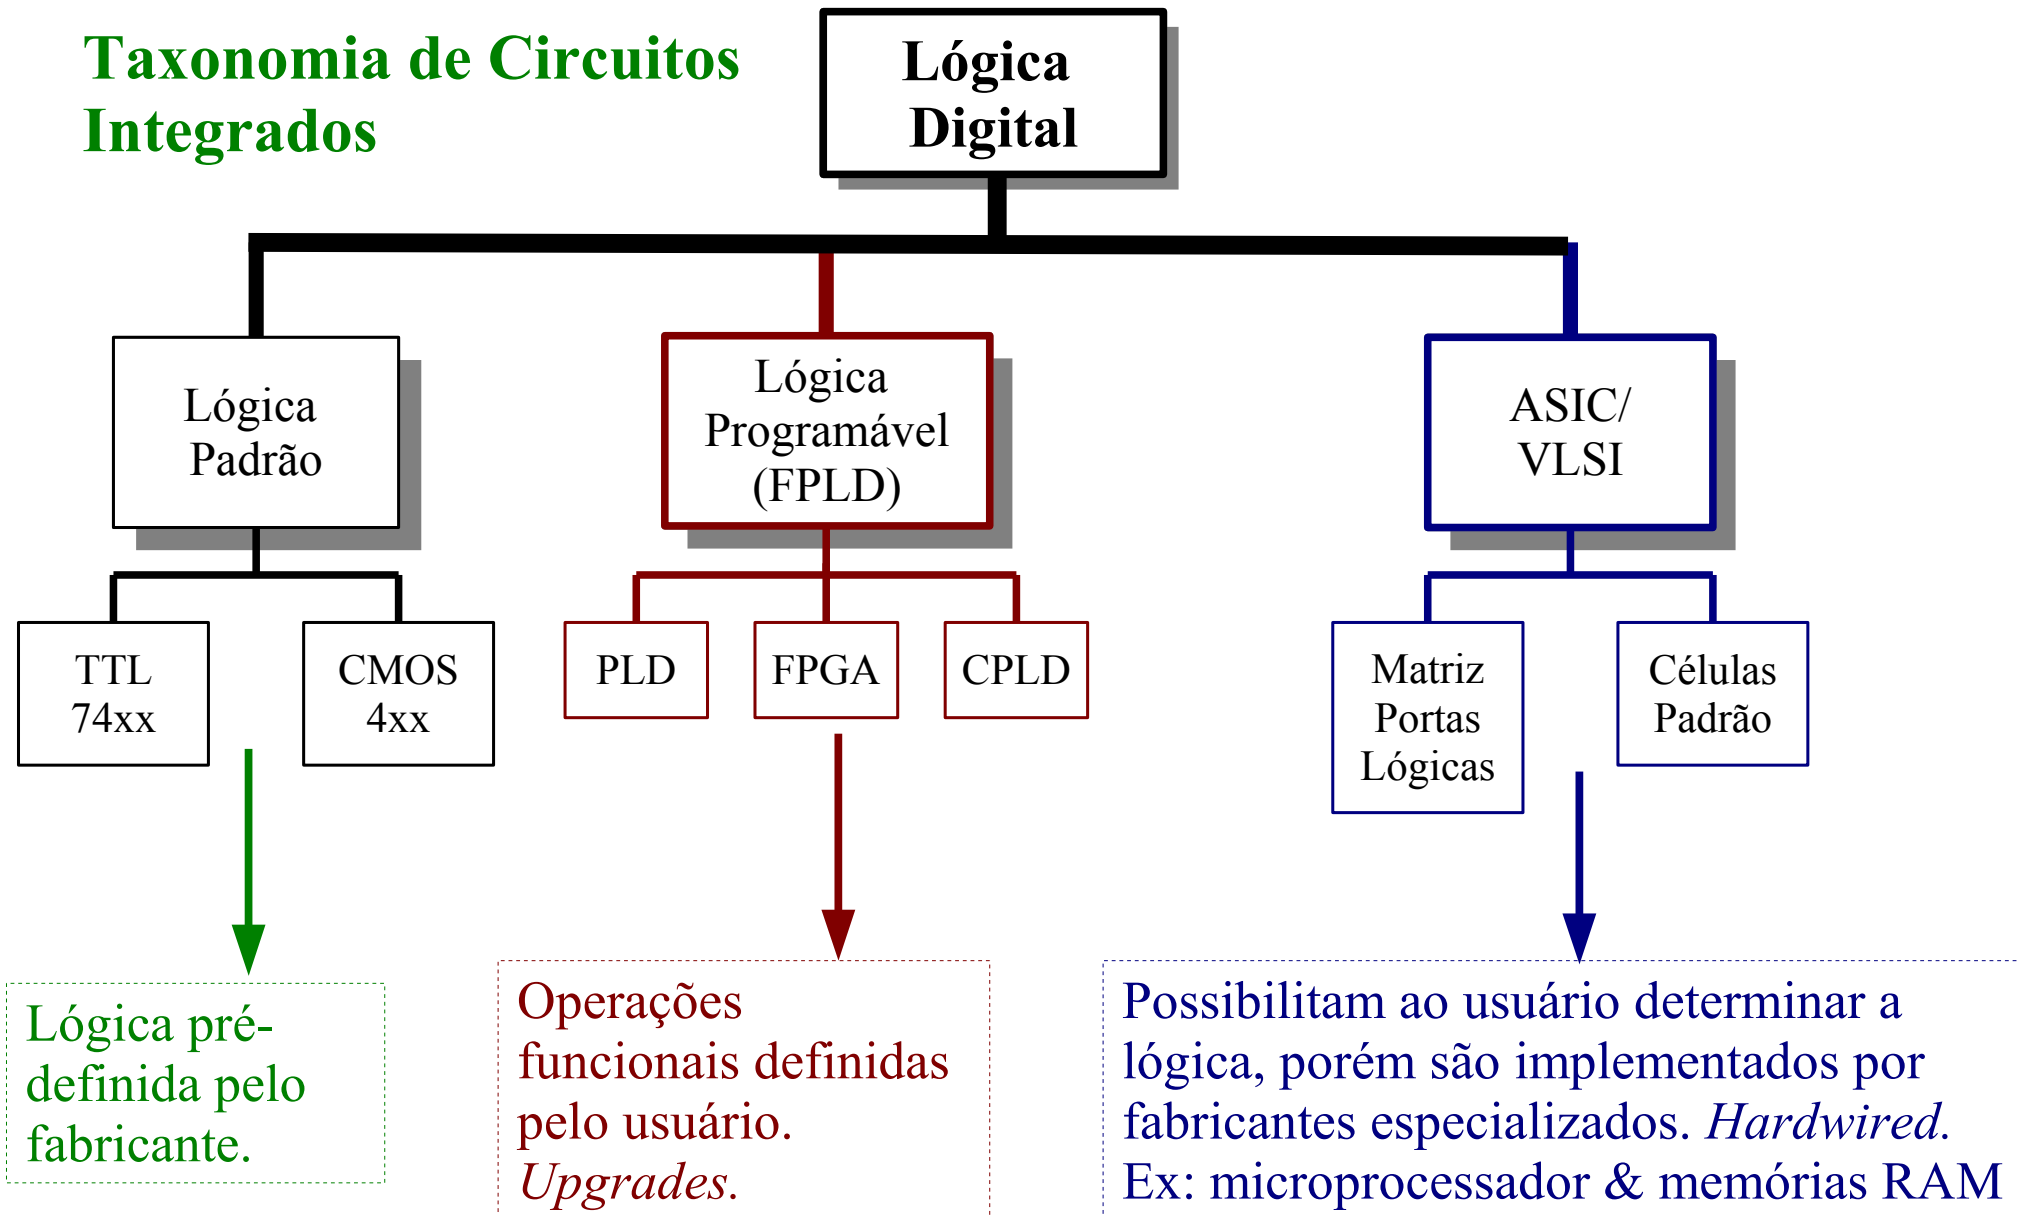 Taxonomia de Circuitos
Integrados
Lógica
Digital
Lógica
Padrão
Lógica
Programável
(FPLD)
ASIC/
VLSI
TTL
74xx
CMOS
4xx
PLD
FPGA
CPLD
Matriz
Portas
Lógicas
Células
Padrão
Lógica pré-
definida pelo
fabricante.
Operações
funcionais definidas
pelo usuário.
Upgrades.
Possibilitam ao usuário determinar a
lógica, porém são implementados por
fabricantes especializados. Hardwired.
Ex: microprocessador & memórias RAM